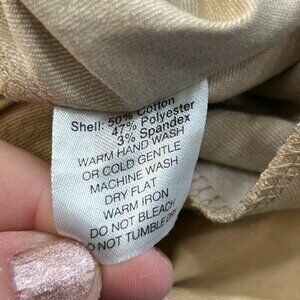 Shell: 50% Cotton
47% Polyester
3% Spandex
WARM HAND WASH
OR COLD GENTLE
MACHINE WASH
DRY FLAT
WARM IRON
DO NOT BLEACH
DO NOT TUMBLE DRY